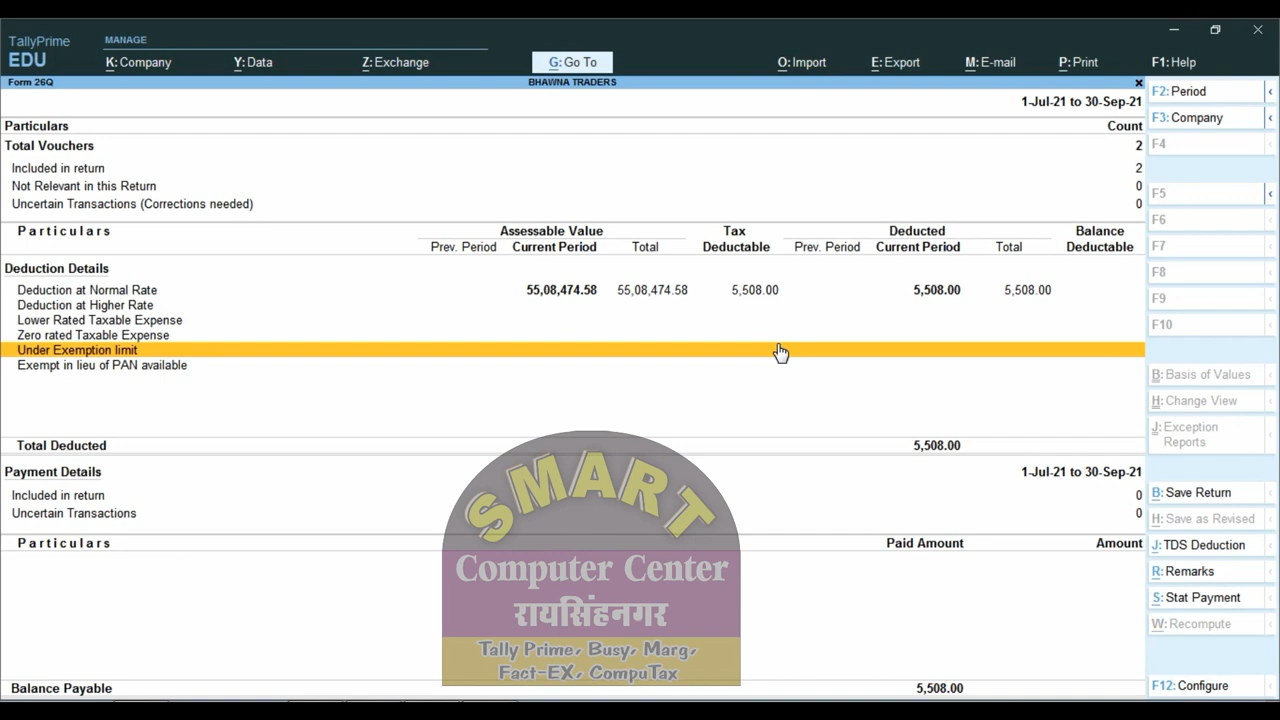 TallyPrime MANAGE
EDU K: Company Y: Data Z: Exchange G: Go To O: Import E: Export M: E-mail P: Print F1: Help
Form 26Q BHAWNA TRADERS x
1-Jul-21 to 30-Sep-21
Particulars Count
Total Vouchers 2
Included in return 2
Not Relevant in this Return 0
Uncertain Transactions (Corrections needed) 0
Particulars Assessable Value Tax Deducted Balance
Prev. Period Current Period Total Deductable Prev. Period Current Period Total Deductable
Deduction Details
Deduction at Normal Rate 55,08,474.58 55,08,474.58 5,508.00 5,508.00 5,508.00
Deduction at Higher Rate
Lower Rated Taxable Expense
Zero rated Taxable Expense
Under Exemption limit
Exempt in lieu of PAN available
Total Deducted 5,508.00
Payment Details 1-Jul-21 to 30-Sep-21
Included in return 0
Uncertain Transactions 0
Particulars Paid Amount Amount
Balance Payable 5,508.00
F2: Period
F3: Company
F4
F5
F6
F7
F8
F9
F10
B: Basis of Values
H: Change View
J: Exception
Reports
B: Save Return
H: Save as Revised
J: TDS Deduction
R: Remarks
S: Stat Payment
W: Recompute
F12: Configure
SMART
Computer Center
रायसिंहनगर
Tally Prime, Busy, Marg,
Fact-EX, CompuTax